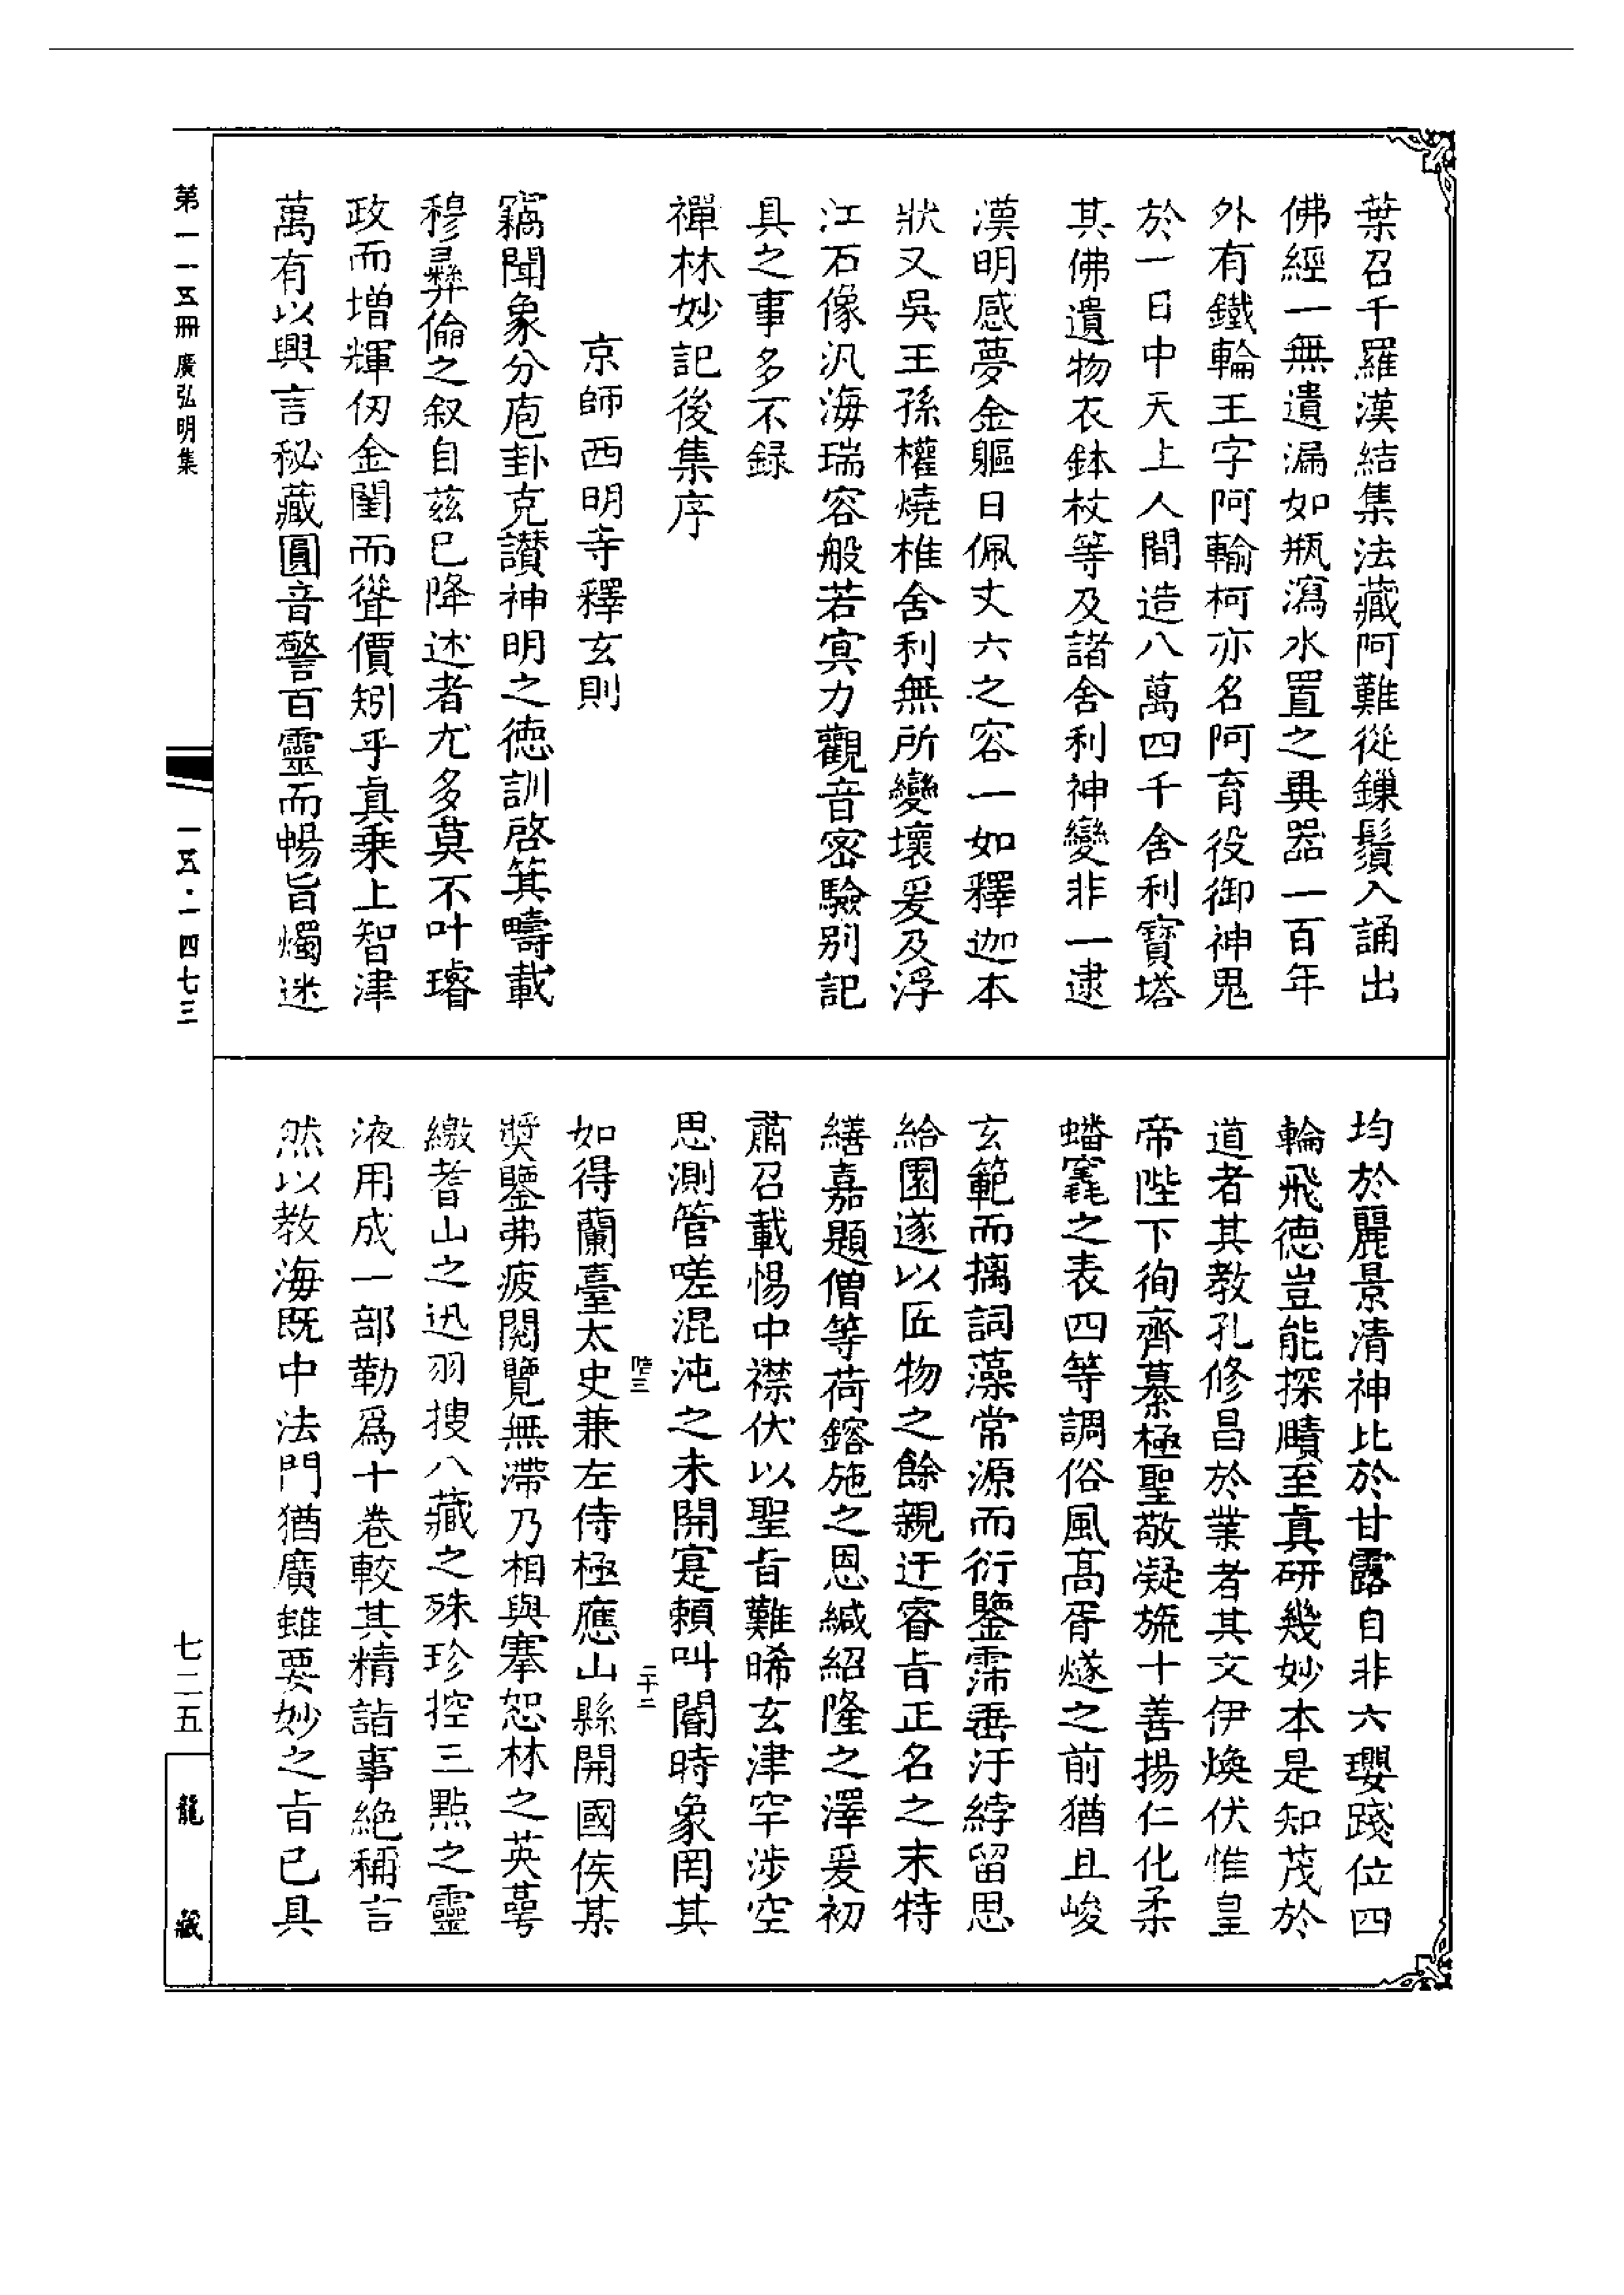 葉召千羅漢結集法藏阿難從鏁鬚入誦出
佛經一無遺漏如瓶瀉水置之異器一百年
外有鐵輪王字阿輸柯亦名阿育役御神鬼
於一日中天上人間造八萬四千舍利寶塔
其佛遺物衣鉢杖等及諸舍利神變非一逮
漢明感夢金軀日佩丈六之容一如釋迦本
狀又吳王孫權燒椎舍利無所變壞爰及浮
江石像汎海瑞容般若冥力觀音密驗別記
具之事多不録
禪林妙記後集序
京師西明寺釋玄則
竊聞象分庖卦克讃神明之德訓啓箕疇載
穆彝倫之叙自茲已降述者尤多莫不叶璿
政而增輝仞金閨而聳價矧乎真乗上智津
萬有以興言秘藏圓音警百靈而暢旨燭迷
均於麗景清神比於甘露自非六瓔踐位四
輪飛德豈能探賾至真研幾妙本是知茂於
道者其教孔修昌於業者其文伊煥伏惟皇
帝陛下徇齊纂極聖敬凝旒十善揚仁化柔
蟠窱之表四等調俗風髙胥燧之前猶且峻
玄範而摛詞藻常源而衍鑒霈垂汗綍留思
給園遂以匠物之餘親迂睿旨正名之末特
繕嘉題僧等荷鎔施之恩緘紹隆之澤爰初
肅召載惕中襟伏以聖旨難晞玄津罕涉空
思測管嗟混沌之未開寔頼叫閽時象罔其
如得蘭臺太史兼左侍極應山縣開國侯某
奬鑒弗疲閱覽無滯乃相與搴恕林之英蕚
繳耆山之迅羽搜八藏之殊珍控三點之靈
液用成一部勒爲十卷較其精詣事絶稱言
然以教海既中法門猶廣雖要妙之旨已具
陞三
二十二
第一一五冊 廣弘明集
一五·一四七三
七二五
龍藏